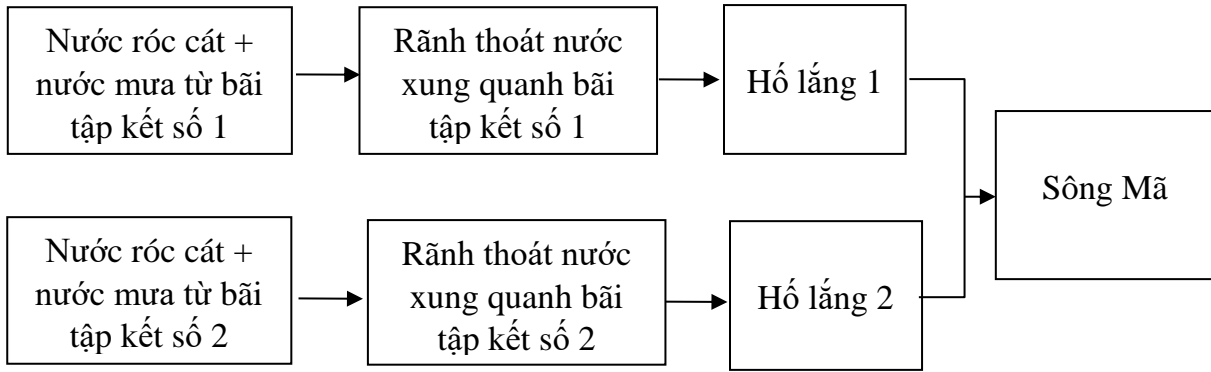 Nước róc cát +
nước mưa từ bãi
tập kết số 1
Rãnh thoát nước
xung quanh bãi
tập kết số 1
Hố lắng 1
Sông Mã
Nước róc cát +
nước mưa từ bãi
tập kết số 2
Rãnh thoát nước
xung quanh bãi
tập kết số 2
Hố lắng 2